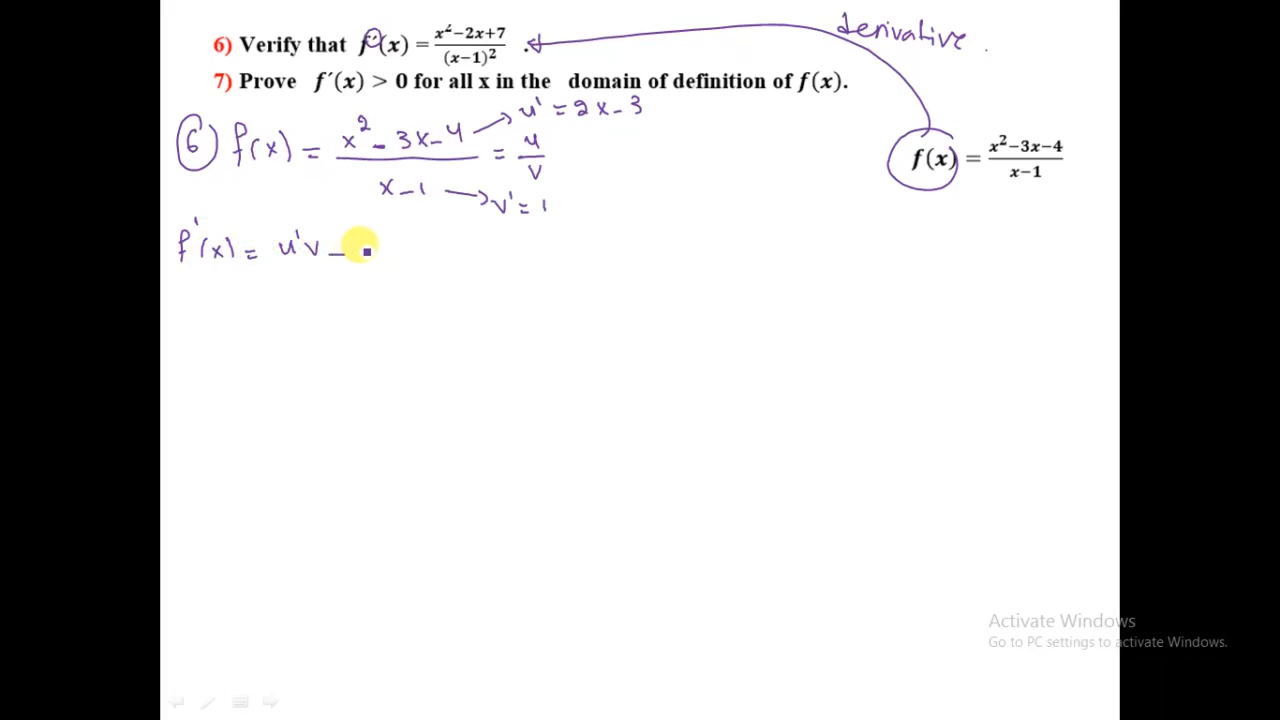 derivative
6) Verify that f´(x) = x²−2x+7 / (x−1)² .
7) Prove f´(x) > 0 for all x in the domain of definition of f(x).
6 f(x) = x² − 3x − 4 / x − 1 = u / v
u' = 2x − 3
v' = 1
f(x) = x²−3x−4 / x−1
f'(x) = u'v −
Activate Windows
Go to PC settings to activate Windows.